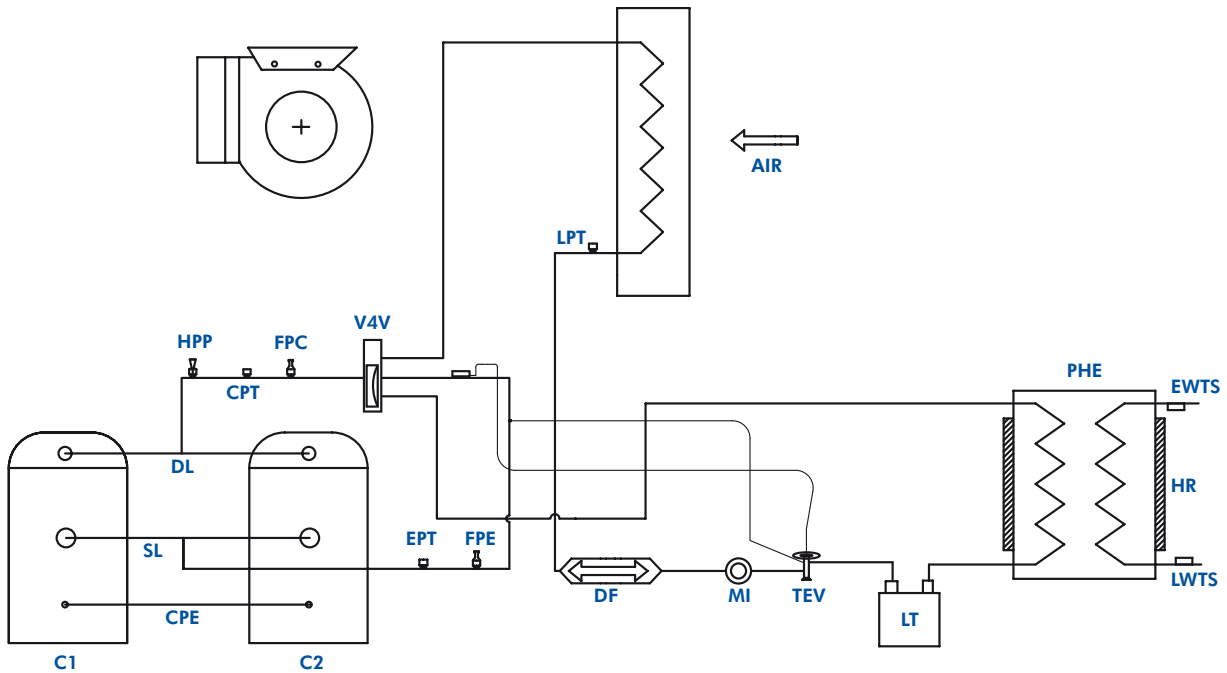 AIR
LPT
V4V
HPP
FPC
CPT
PHE
EWTS
DL
HR
SL
EPT
FPE
LWTS
DF
MI
TEV
LT
CPE
C1
C2